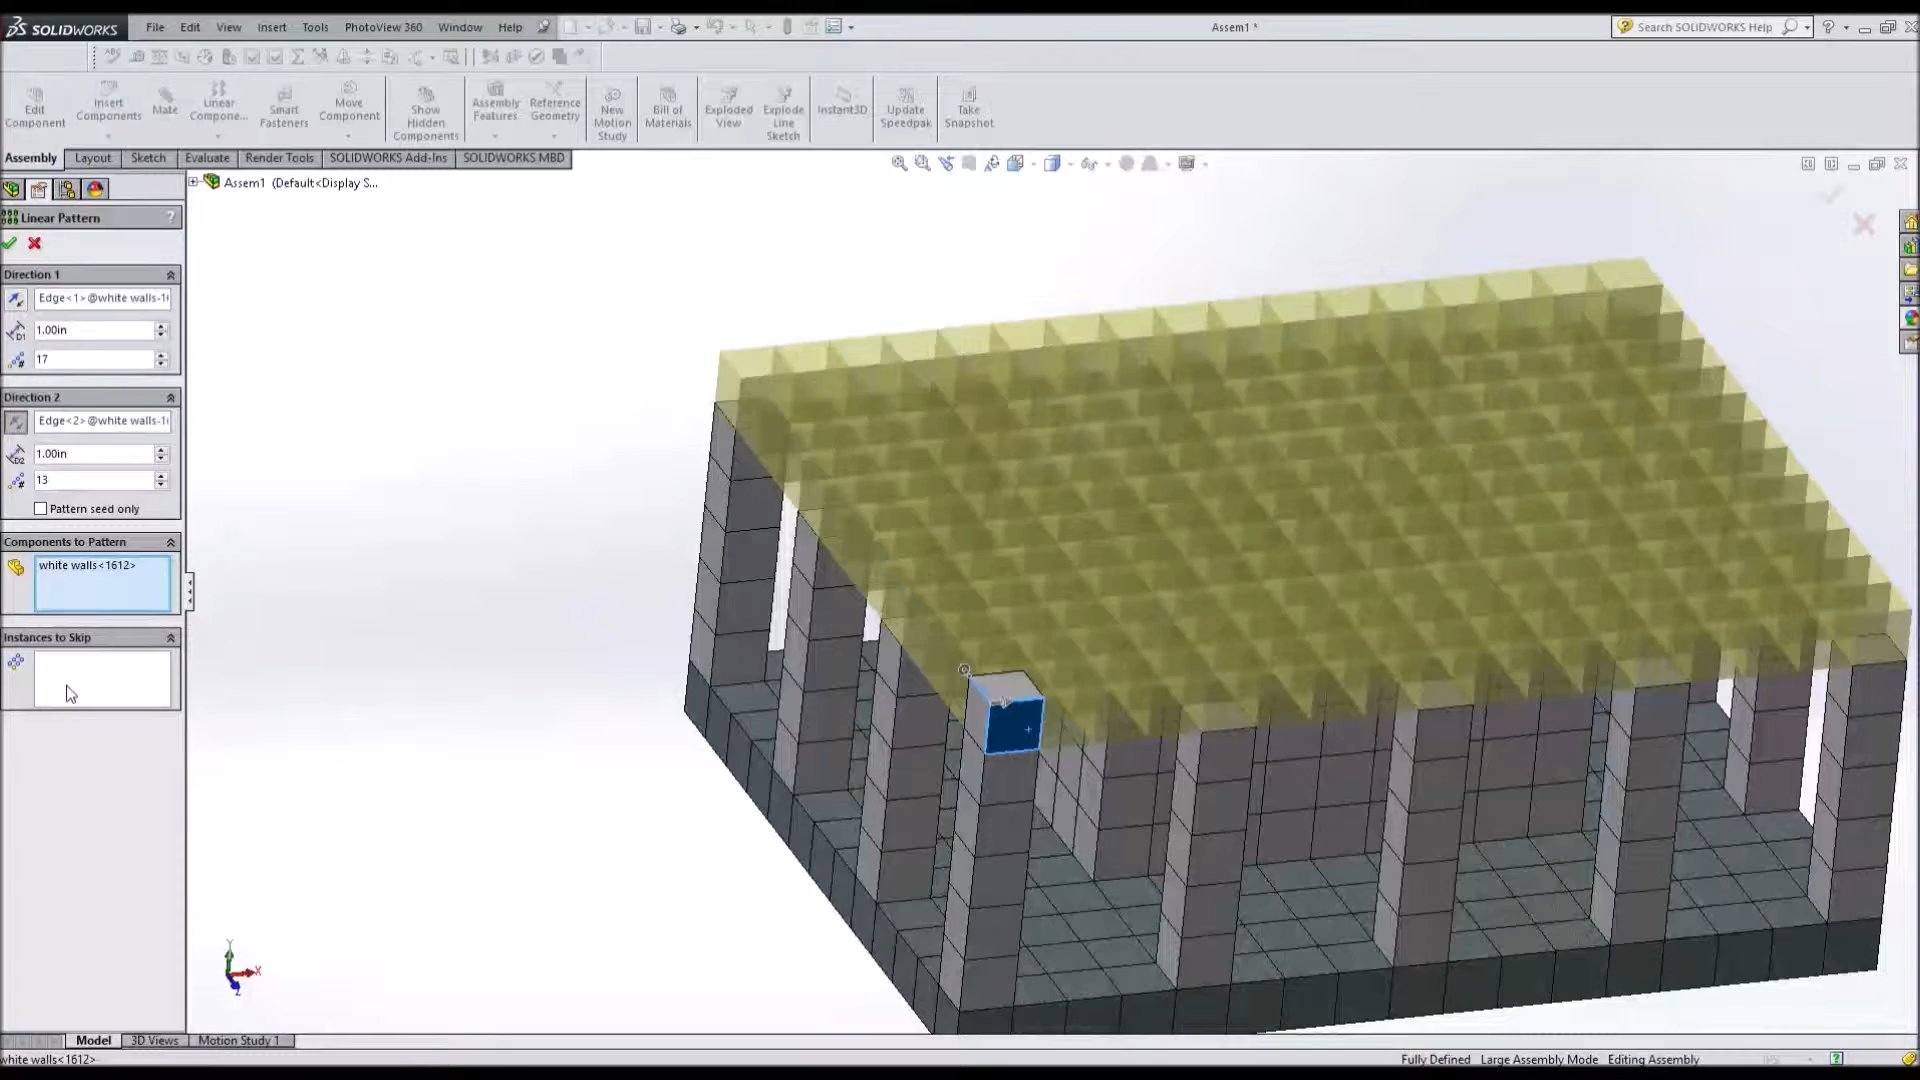 SOLIDWORKS File Edit View Insert Tools PhotoView 360 Window Help Assem1 * Search SOLIDWORKS Help
Edit Component
Insert Components
Mate
Linear Compone...
Smart Fasteners
Move Component
Show Hidden Components
Assembly Features
Reference Geometry
New Motion Study
Bill of Materials
Exploded View
Explode Line Sketch
Instant3D
Update Speedpak
Take Snapshot
Assembly Layout Sketch Evaluate Render Tools SOLIDWORKS Add-Ins SOLIDWORKS MBD
Assem1 (Default<Display S...
Linear Pattern ?
Direction 1
Edge<1>@white walls-1
1.00in
17
Direction 2
Edge<2>@white walls-1
1.00in
13
Pattern seed only
Components to Pattern
white walls<1612>
Instances to Skip
Y
X
Z
Model 3D Views Motion Study 1
white walls<1612> Fully Defined Large Assembly Mode Editing Assembly